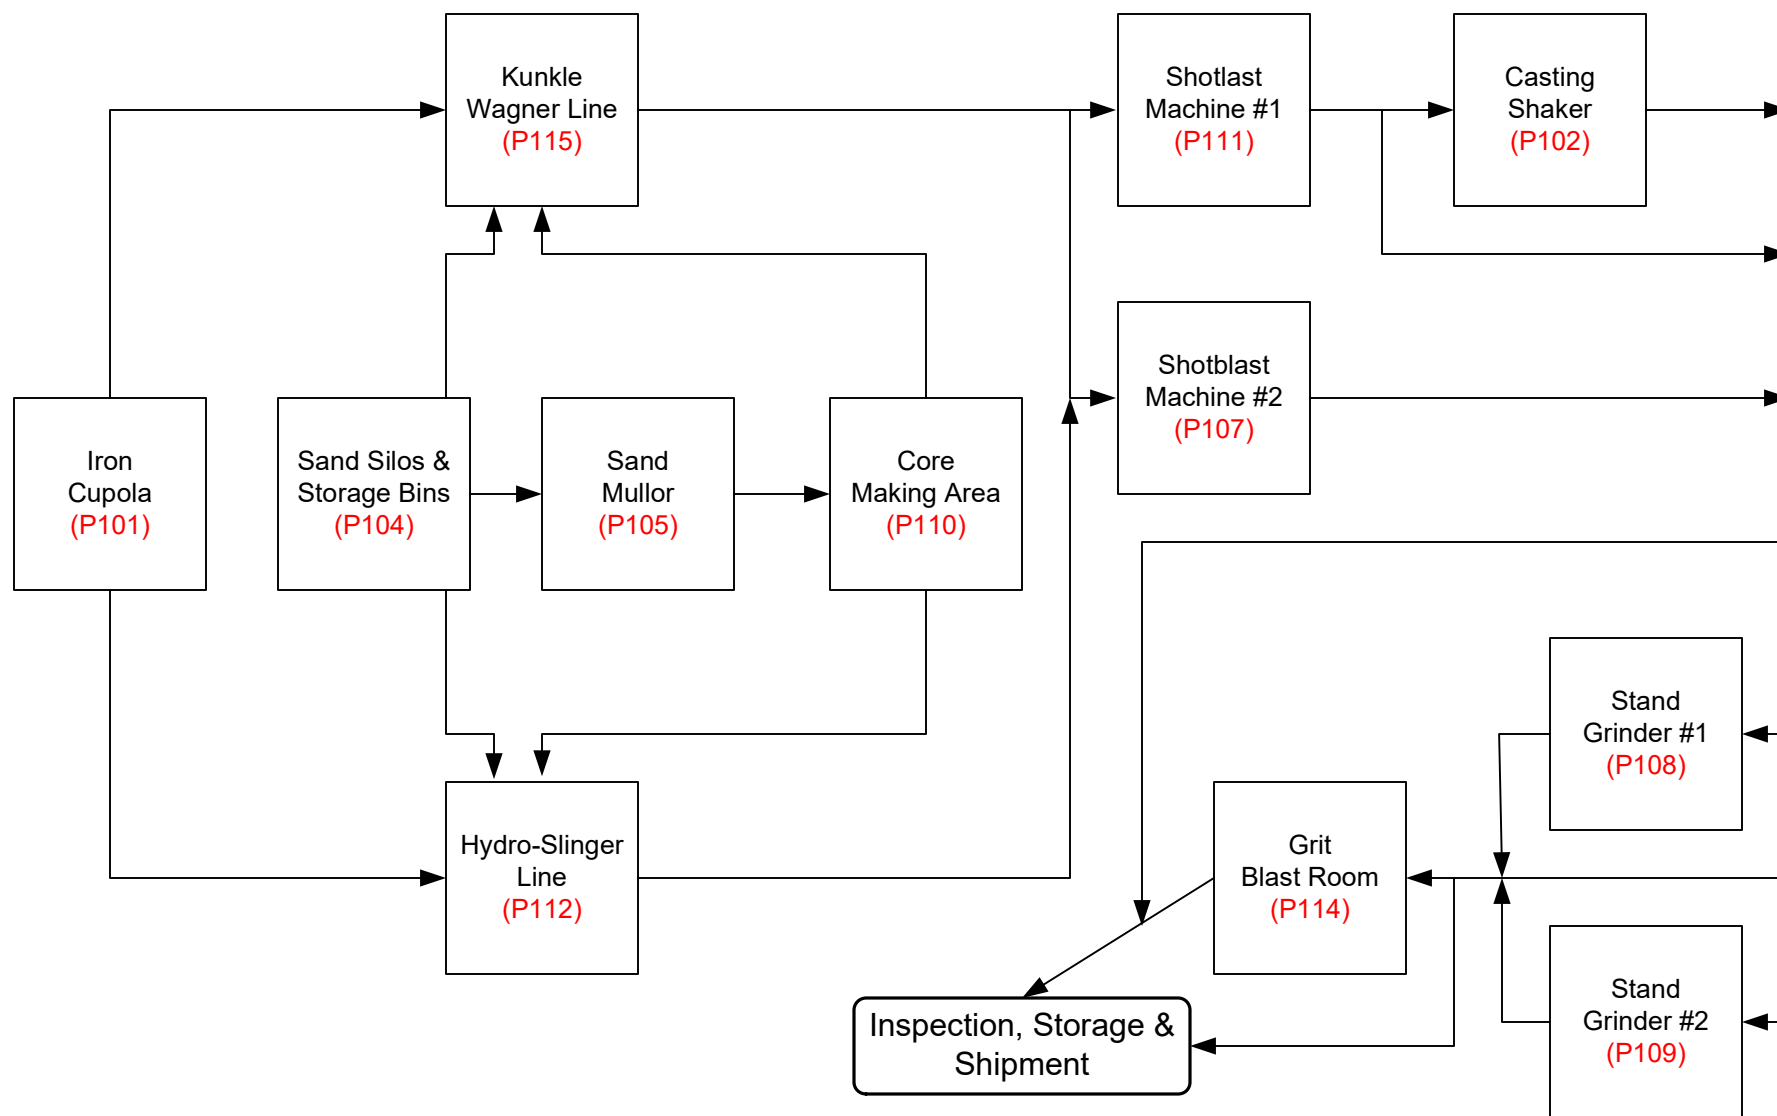 Kunkle
Wagner Line
(P115)
Shotlast
Machine #1
(P111)
Casting
Shaker
(P102)
Shotblast
Machine #2
(P107)
Iron
Cupola
(P101)
Sand Silos &
Storage Bins
(P104)
Sand
Mullor
(P105)
Core
Making Area
(P110)
Stand
Grinder #1
(P108)
Hydro-Slinger
Line
(P112)
Grit
Blast Room
(P114)
Stand
Grinder #2
(P109)
Inspection, Storage &
Shipment